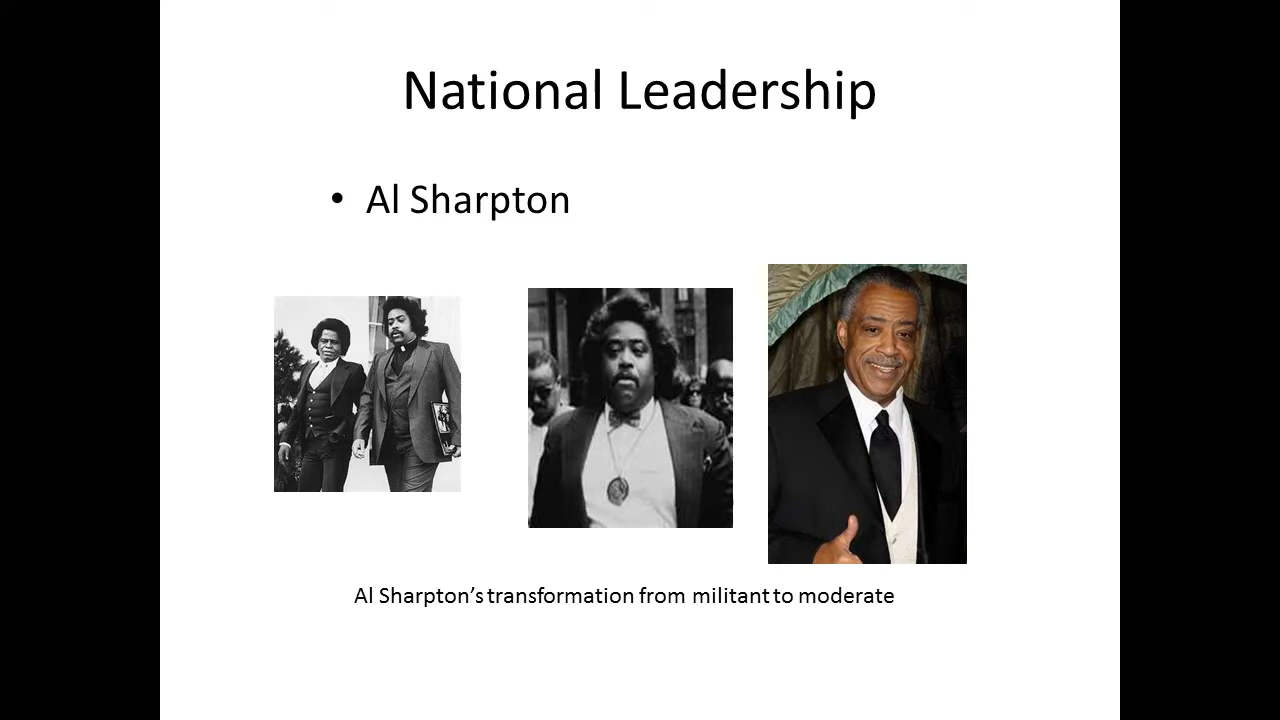 National Leadership
• Al Sharpton
Al Sharpton’s transformation from militant to moderate